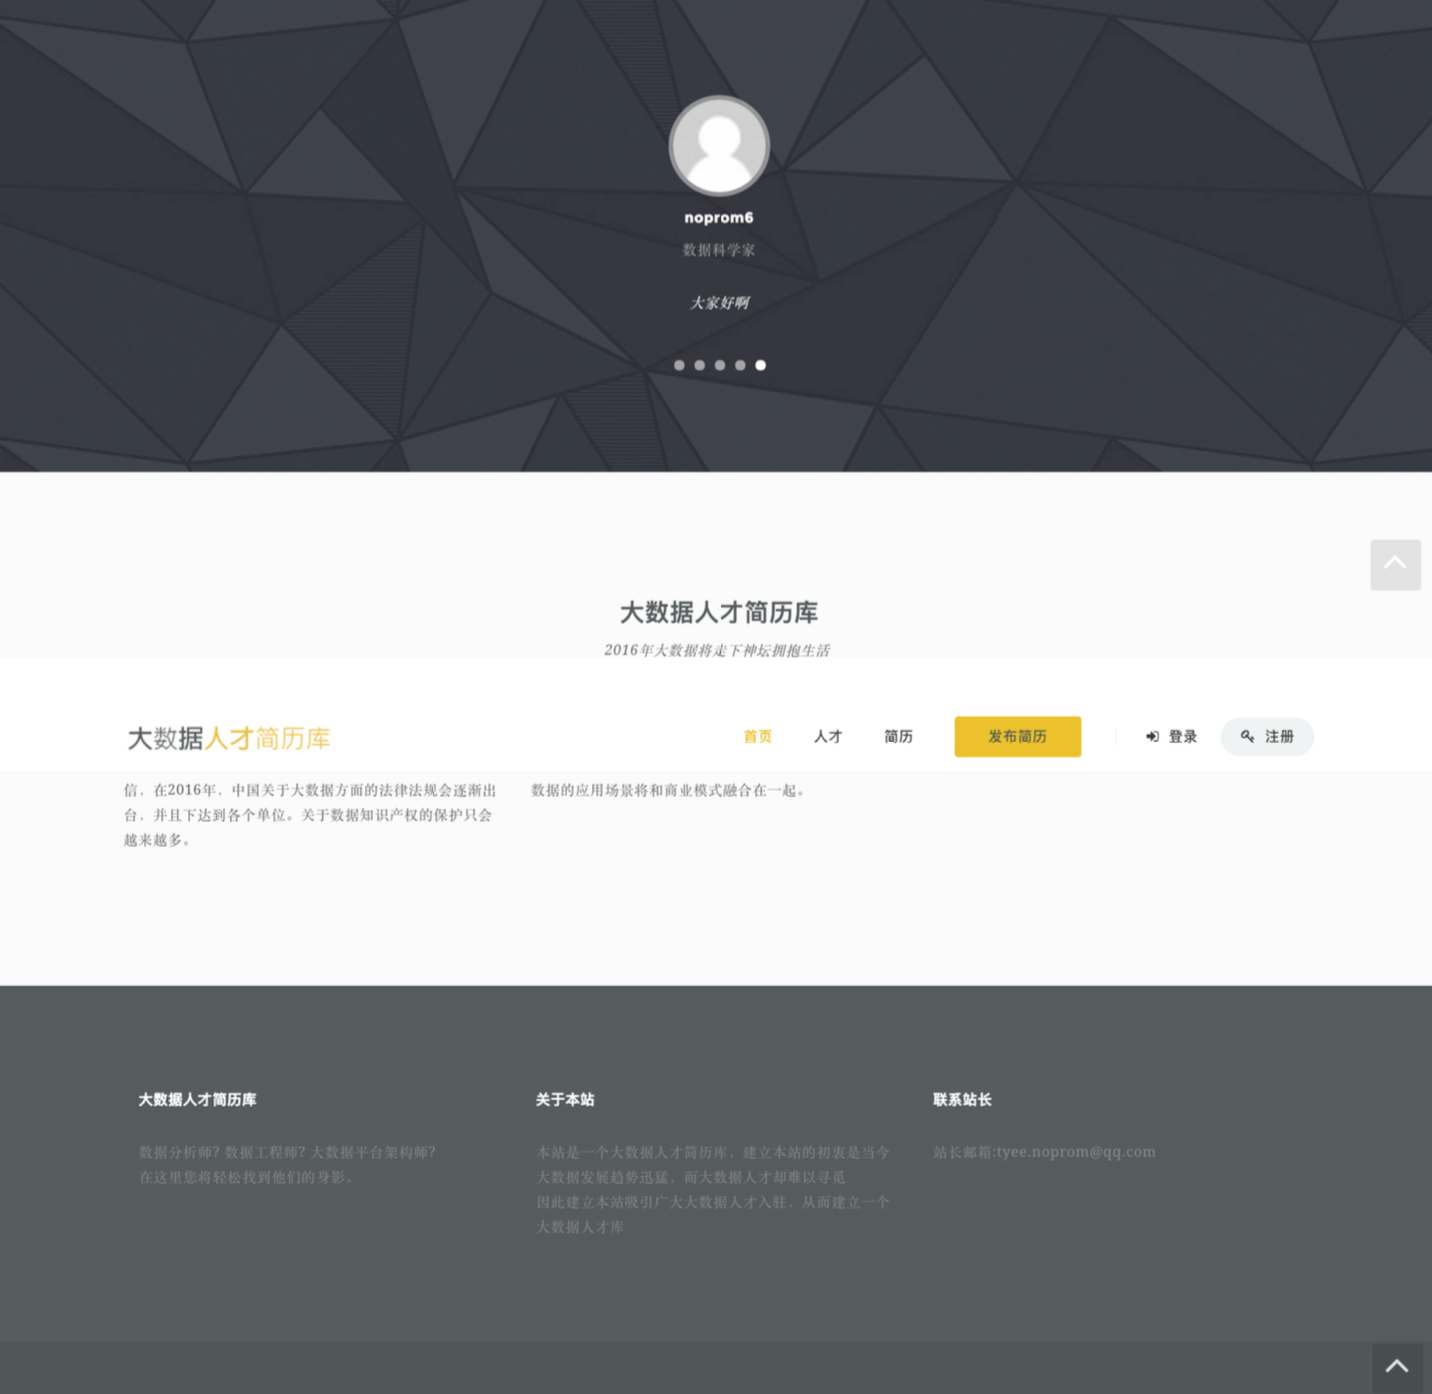 noprom6
数据科学家
大家好啊
大数据人才简历库
2016年大数据将走下神坛拥抱生活
大数据人才简历库
首页
人才
简历
发布简历
登录
注册
信，在2016年，中国关于大数据方面的法律法规会逐渐出
台，并且下达到各个单位。关于数据知识产权的保护只会
越来越多。
数据的应用场景将和商业模式融合在一起。
大数据人才简历库
数据分析师? 数据工程师? 大数据平台架构师?
在这里您将轻松找到他们的身影。
关于本站
本站是一个大数据人才简历库，建立本站的初衷是当今
大数据发展趋势迅猛，而大数据人才却难以寻觅
因此建立本站吸引广大大数据人才入驻，从而建立一个
大数据人才库
联系站长
站长邮箱:tyee.noprom@qq.com